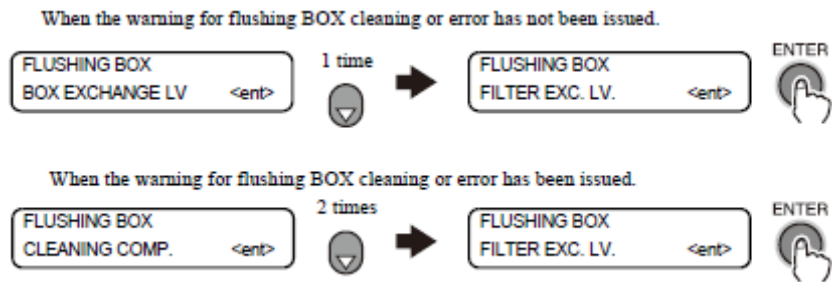 When the warning for flushing BOX cleaning or error has not been issued.
FLUSHING BOX
BOX EXCHANGE LV <ent>
1 time
FLUSHING BOX
FILTER EXC. LV. <ent>
ENTER
When the warning for flushing BOX cleaning or error has been issued.
FLUSHING BOX
CLEANING COMP. <ent>
2 times
FLUSHING BOX
FILTER EXC. LV. <ent>
ENTER